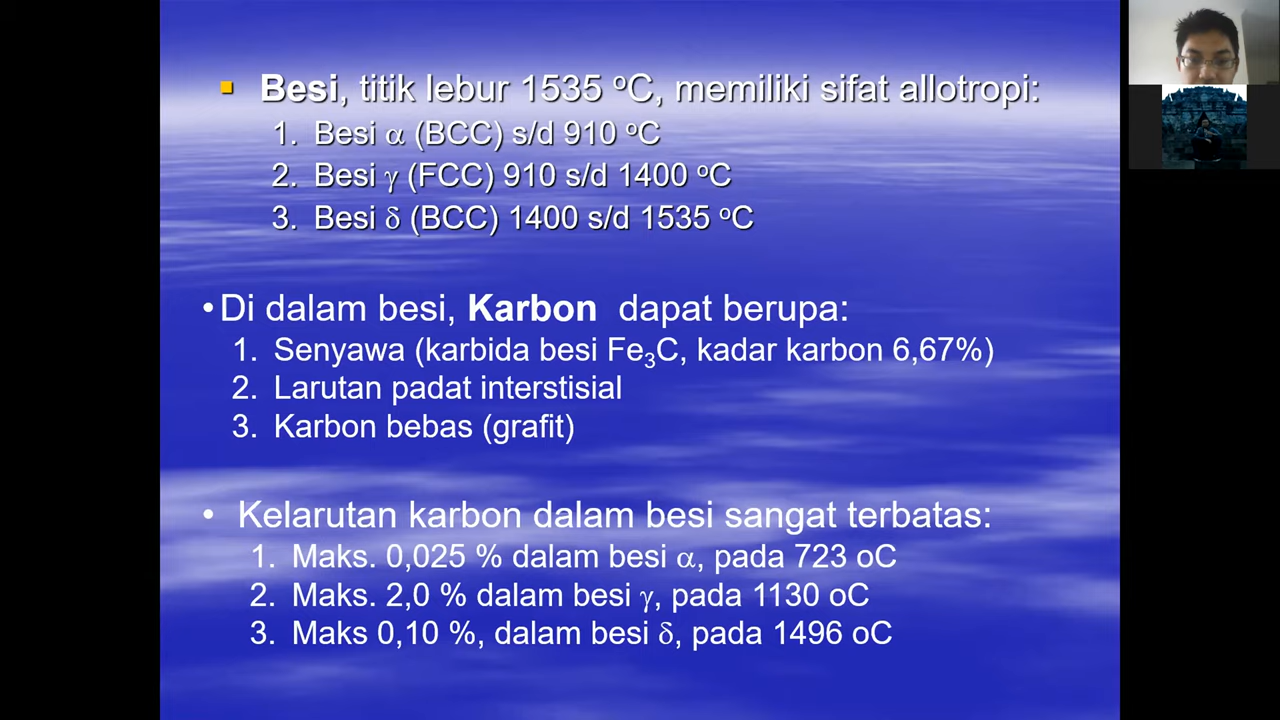 ▪ Besi, titik lebur 1535 ºC, memiliki sifat allotropi:
1. Besi α (BCC) s/d 910 ºC
2. Besi γ (FCC) 910 s/d 1400 ºC
3. Besi δ (BCC) 1400 s/d 1535 ºC
• Di dalam besi, Karbon dapat berupa:
1. Senyawa (karbida besi Fe₃C, kadar karbon 6,67%)
2. Larutan padat interstisial
3. Karbon bebas (grafit)
• Kelarutan karbon dalam besi sangat terbatas:
1. Maks. 0,025 % dalam besi α, pada 723 oC
2. Maks. 2,0 % dalam besi γ, pada 1130 oC
3. Maks 0,10 %, dalam besi δ, pada 1496 oC